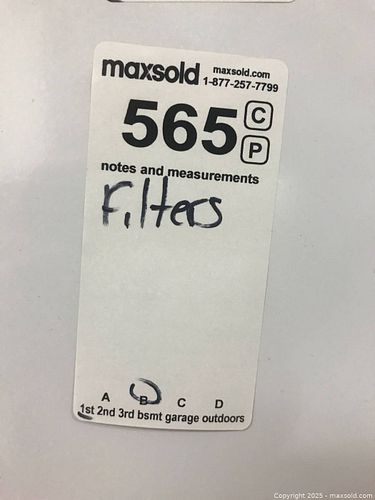 maxsold maxsold.com
1-877-257-7799
565 C
P
notes and measurements
Filters
A B C D
1st 2nd 3rd bsmt garage outdoors
Copyright © 2025 - maxsold.com